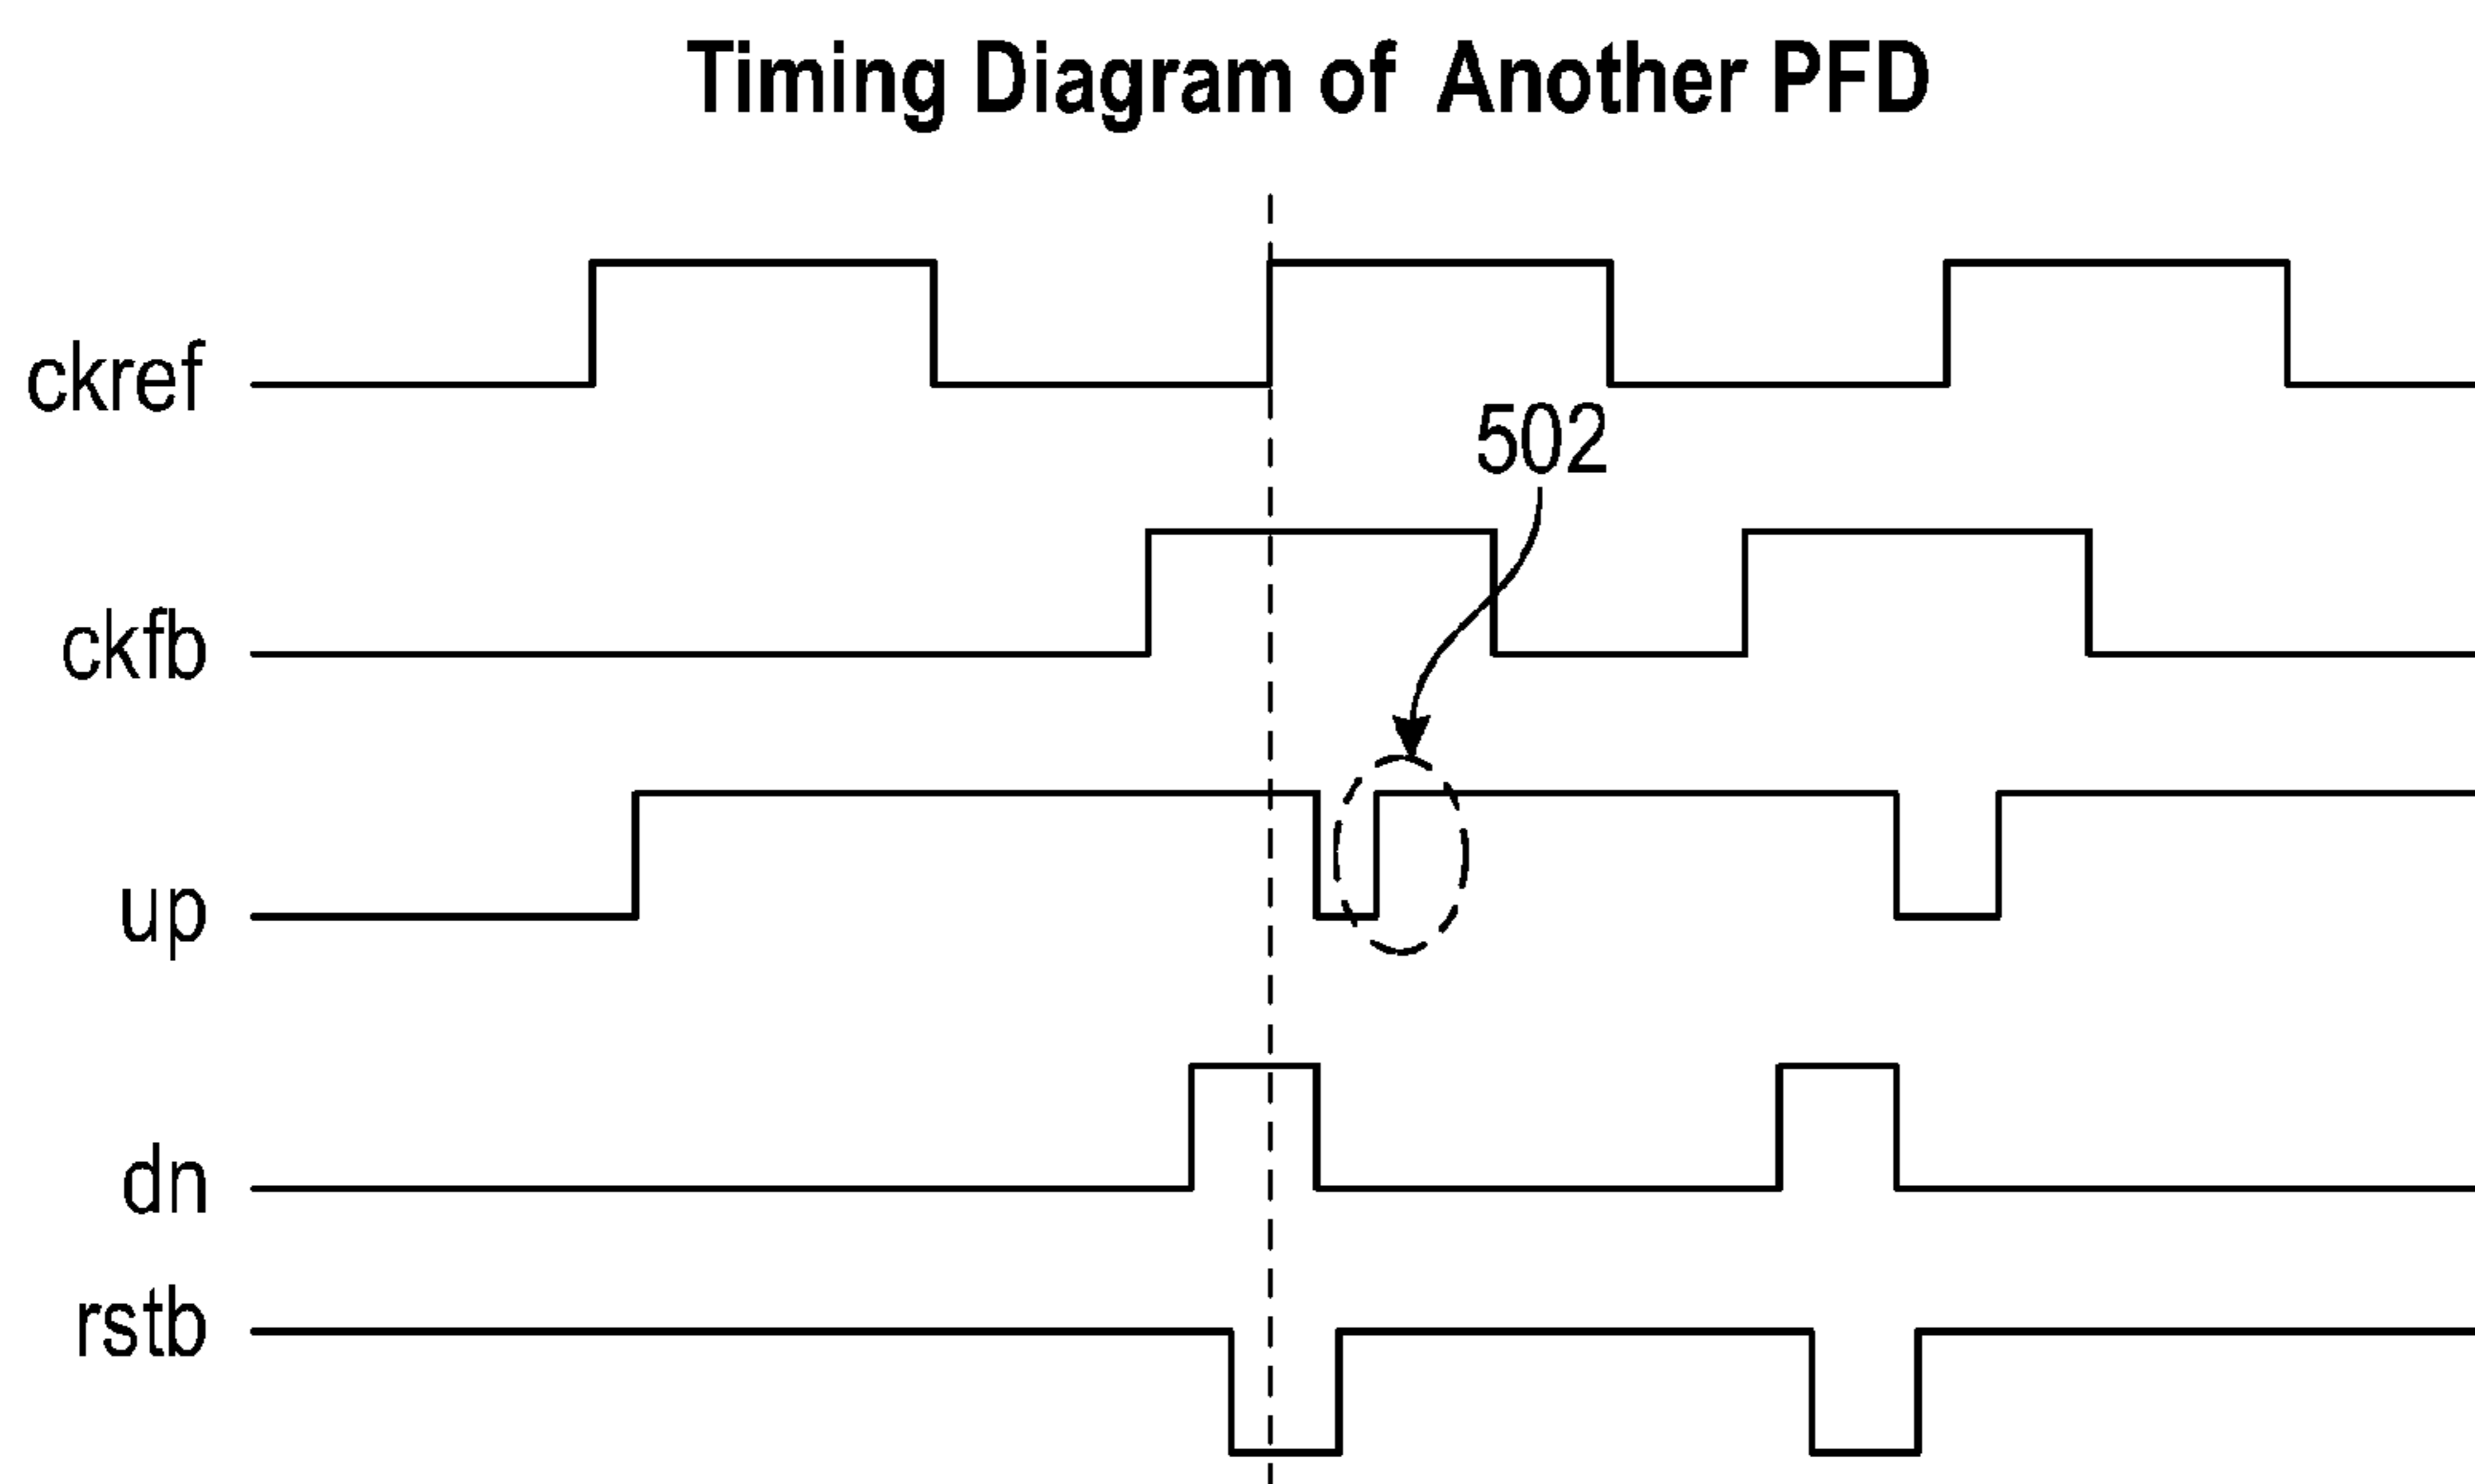 Timing Diagram of Another PFD
ckref
502
ckfb
up
dn
rstb